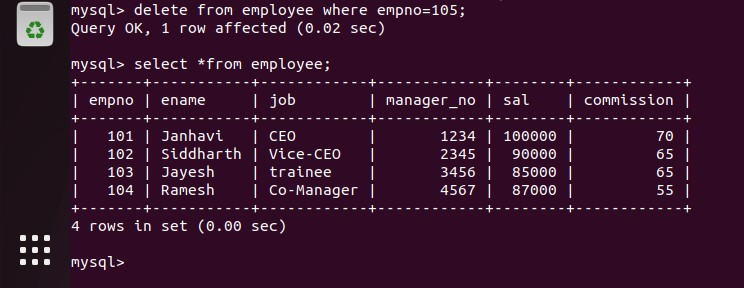 mysql> delete from employee where empno=105;
Query OK, 1 row affected (0.02 sec)
mysql> select *from employee;
+-------+-----------+------------+------------+--------+------------+
| empno | ename     | job        | manager_no | sal    | commission |
+-------+-----------+------------+------------+--------+------------+
|   101 | Janhavi   | CEO        |       1234 | 100000 |         70 |
|   102 | Siddharth | Vice-CEO   |       2345 |  90000 |         65 |
|   103 | Jayesh    | trainee    |       3456 |  85000 |         65 |
|   104 | Ramesh    | Co-Manager |       4567 |  87000 |         55 |
+-------+-----------+------------+------------+--------+------------+
4 rows in set (0.00 sec)
mysql>